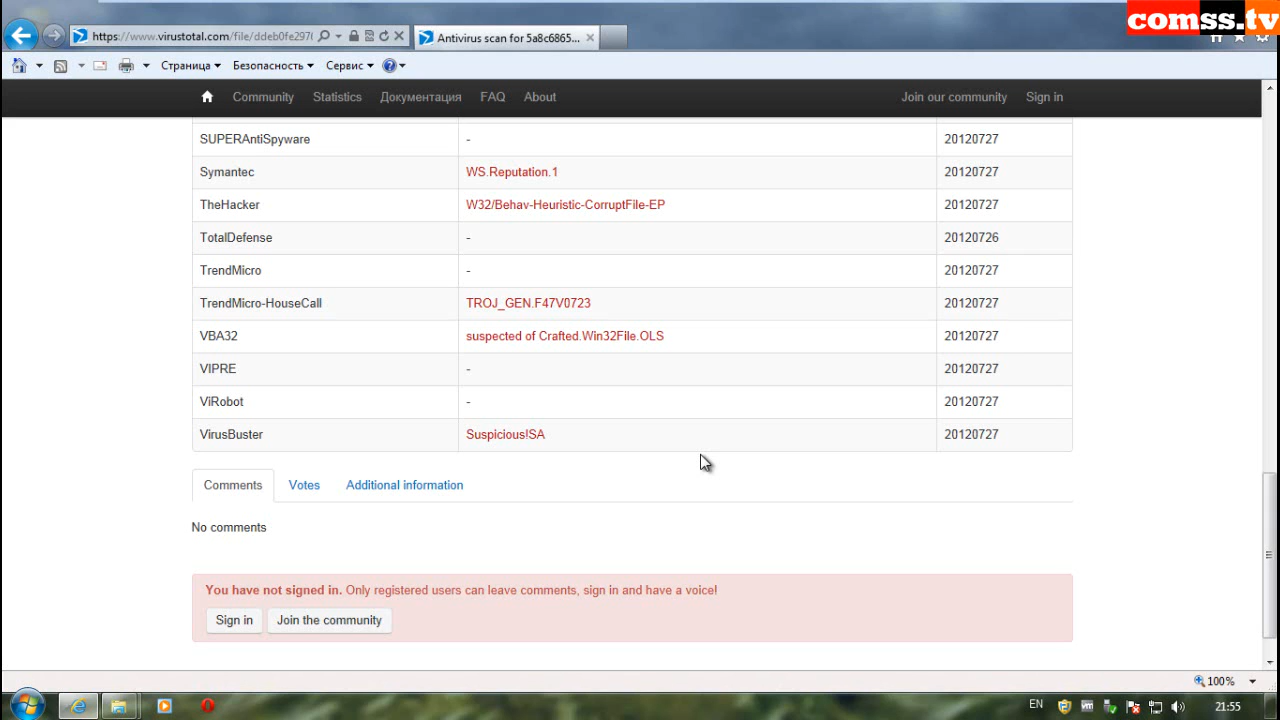 comss.tv
https://www.virustotal.com/file/ddeb0fe297(
Antivirus scan for 5a8c6865...
Страница
Безопасность
Сервис
Community
Statistics
Документация
FAQ
About
Join our community
Sign in
SUPERAntiSpyware - 20120727
Symantec WS.Reputation.1 20120727
TheHacker W32/Behav-Heuristic-CorruptFile-EP 20120727
TotalDefense - 20120726
TrendMicro - 20120727
TrendMicro-HouseCall TROJ_GEN.F47V0723 20120727
VBA32 suspected of Crafted.Win32File.OLS 20120727
VIPRE - 20120727
ViRobot - 20120727
VirusBuster Suspicious!SA 20120727
Comments Votes Additional information
No comments
You have not signed in. Only registered users can leave comments, sign in and have a voice!
Sign in Join the community
100%
EN 21:55